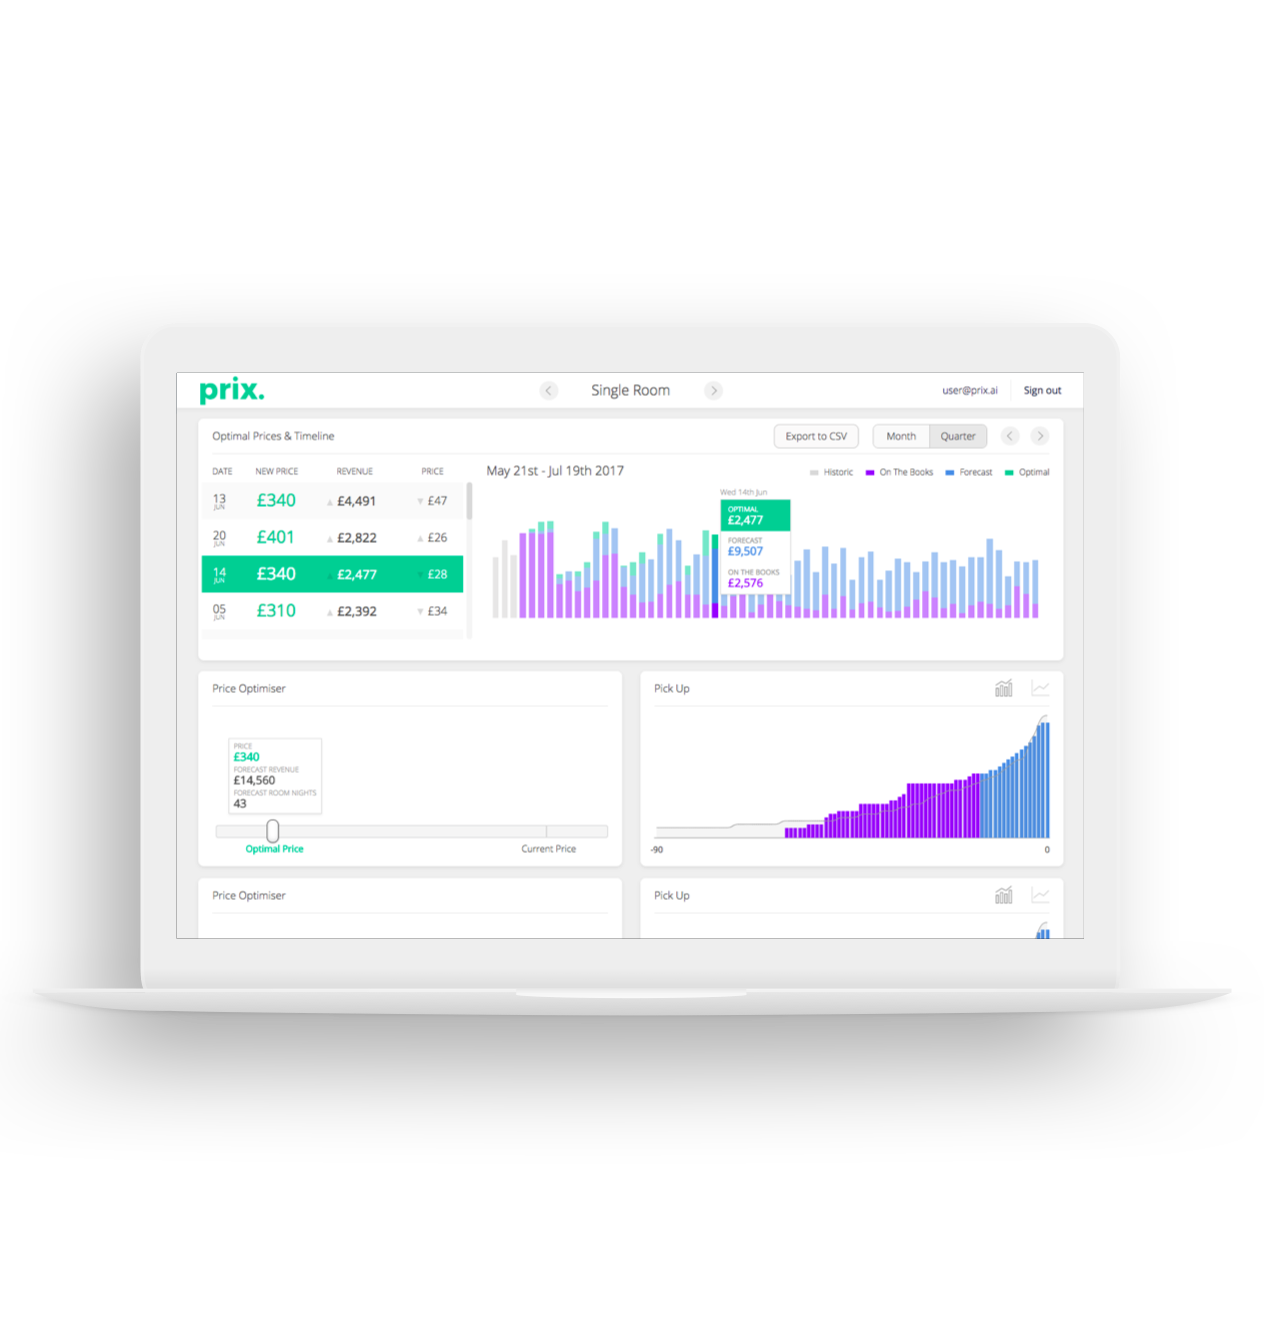 prix.
Single Room
user@prix.ai
Sign out
Optimal Prices & Timeline
Export to CSV
Month
Quarter
DATE NEW PRICE REVENUE PRICE
13 JUN £340 ▲ £4,491 ▼ £47
20 JUN £401 ▲ £2,822 ▲ £26
14 JUN £340 ▲ £2,477 ▼ £28
05 JUN £310 ▲ £2,392 ▼ £34
May 21st - Jul 19th 2017
Historic On The Books Forecast Optimal
Wed 14th Jun
OPTIMAL
£2,477
FORECAST
£9,507
ON THE BOOKS
£2,576
Price Optimiser
PRICE
£340
FORECAST REVENUE
£14,560
FORECAST ROOM NIGHTS
43
Optimal Price
Current Price
Pick Up
-90
0
Price Optimiser
Pick Up